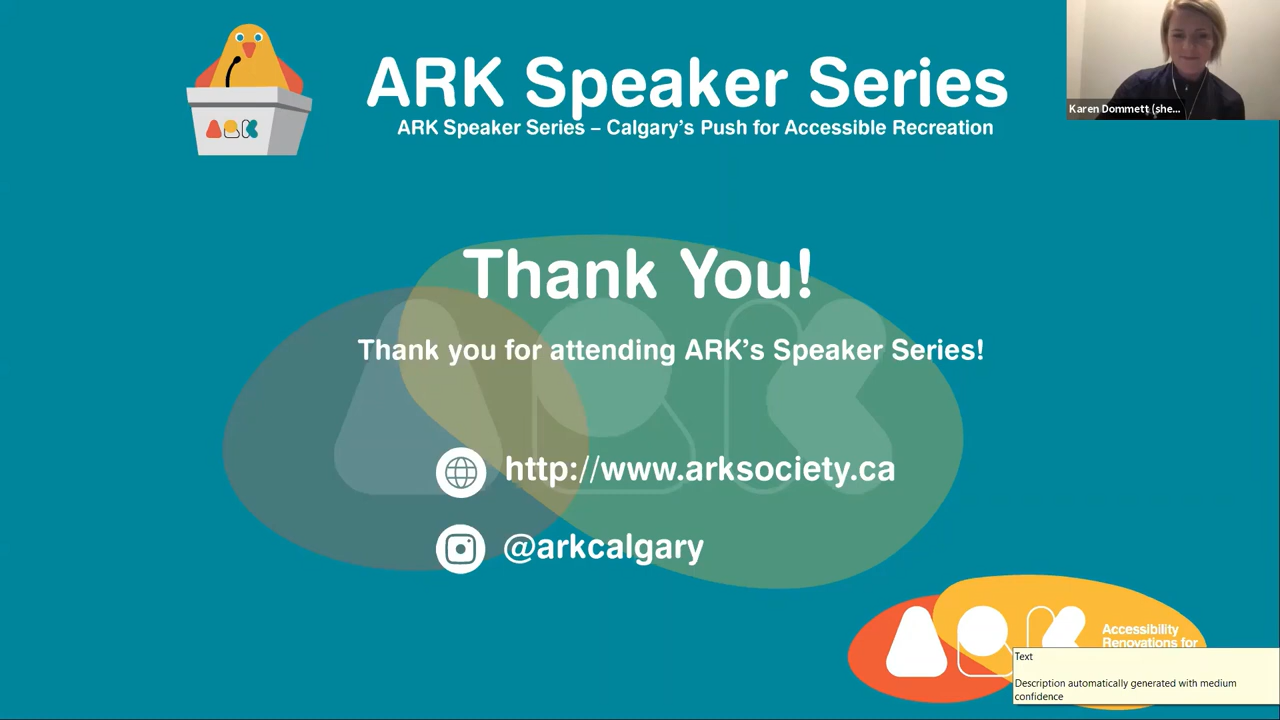 ARK Speaker Series
ARK Speaker Series – Calgary's Push for Accessible Recreation
Karen Dommett (she...
ARK
Thank You!
Thank you for attending ARK's Speaker Series!
http://www.arksociety.ca
@arkcalgary
ARK
Accessibility
Renovations for
Text
Description automatically generated with medium
confidence